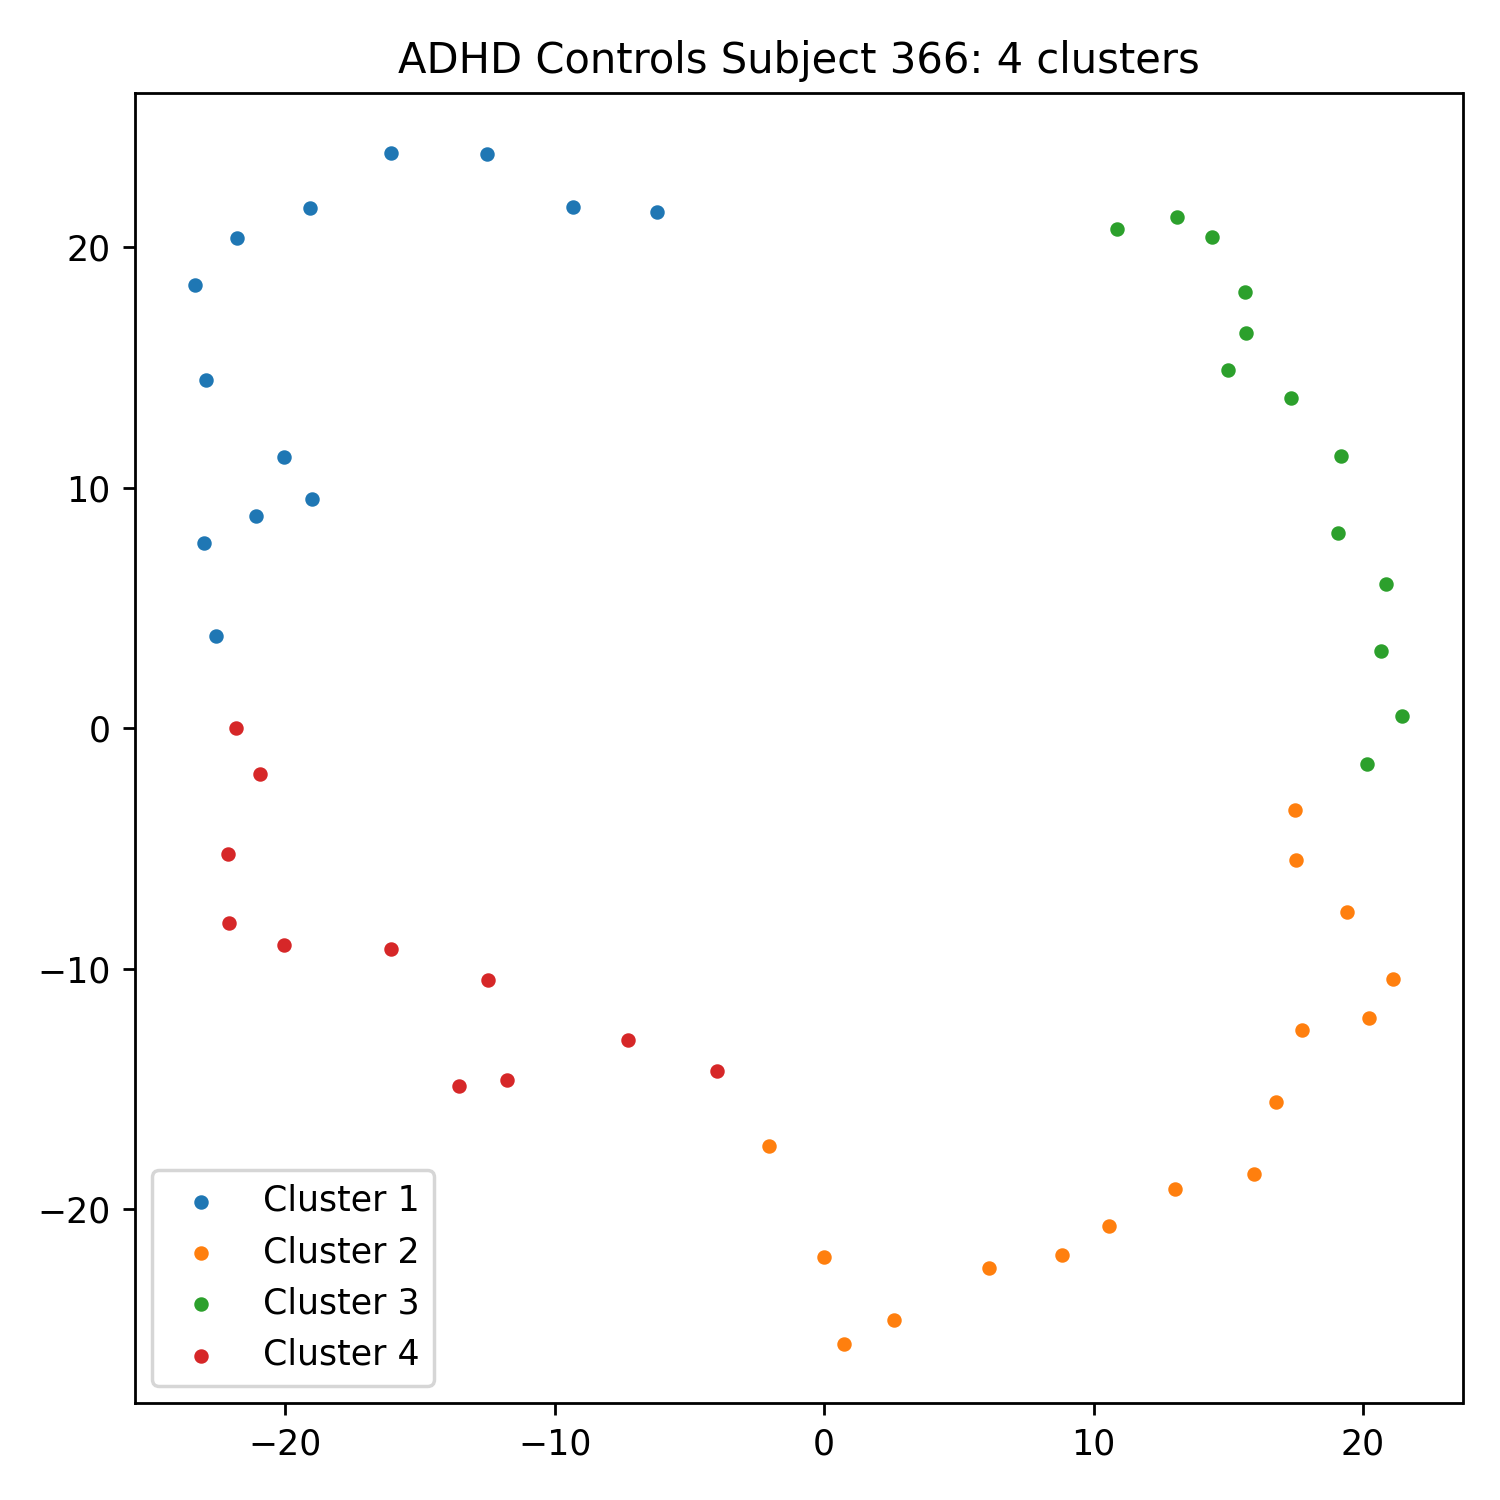 ADHD Controls Subject 366: 4 clusters
20
10
0
−10
−20
Cluster 1
Cluster 2
Cluster 3
Cluster 4
−20 −10 0 10 20